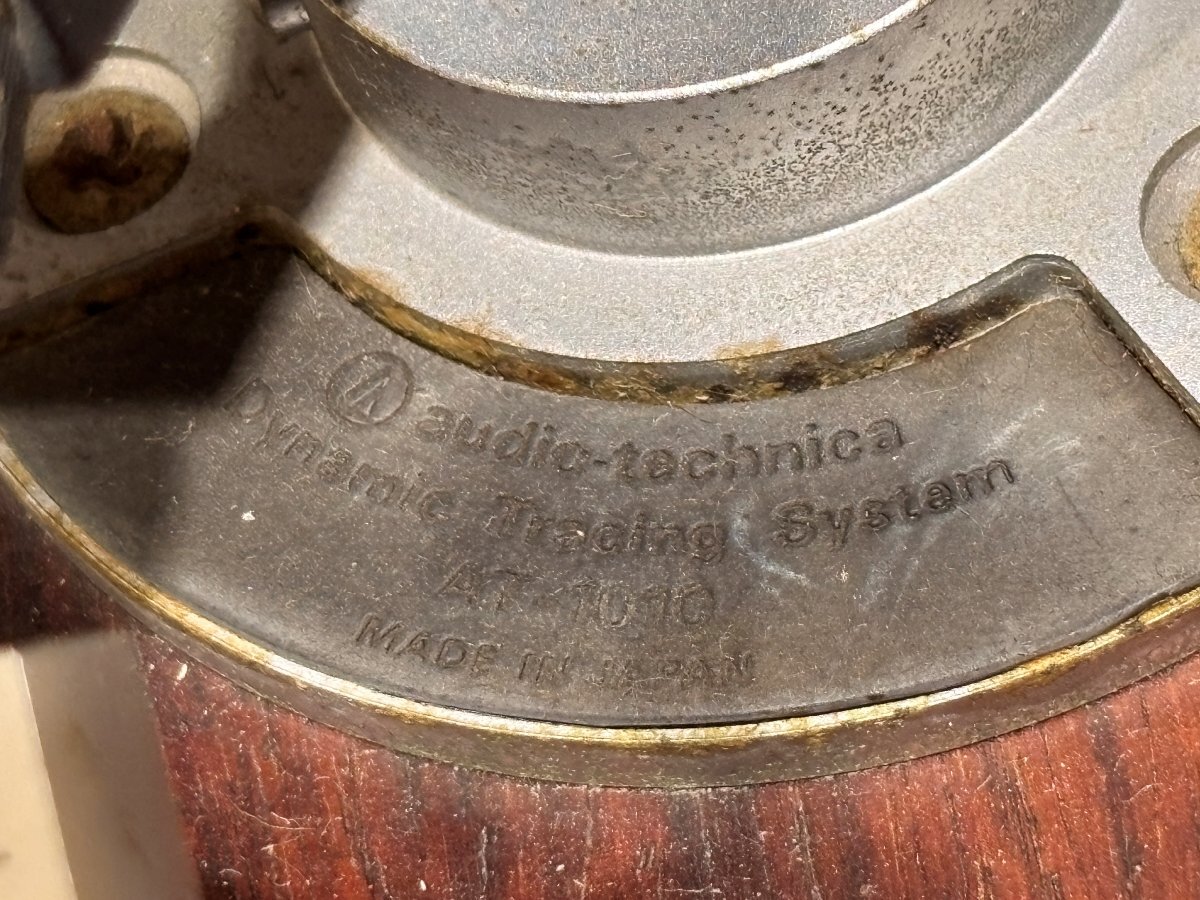 audio-technica
Dynamic Tracing System
AT-1010
MADE IN JAPAN